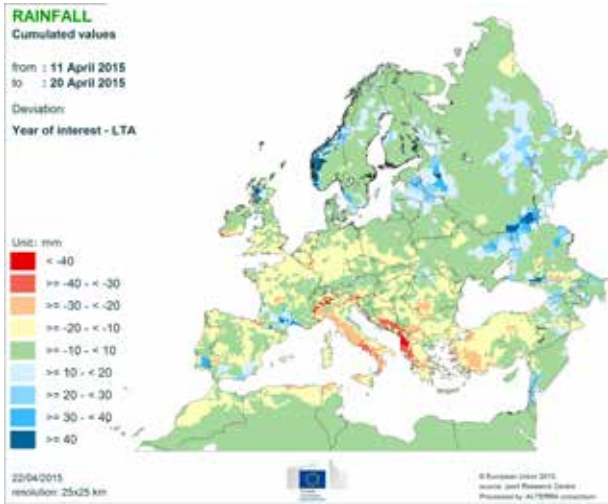 RAINFALL
Cumulated values
from : 11 April 2015
to : 20 April 2015
Deviation:
Year of interest - LTA
Unit: mm
< -40
>= -40 - < -30
>= -30 - < -20
>= -20 - < -10
>= -10 - < 10
>= 10 - < 20
>= 20 - < 30
>= 30 - < 40
>= 40
22/04/2015
resolution: 25x25 km
© European Union 2015
source: Joint Research Centre
Processed by: ALTERRA consortium